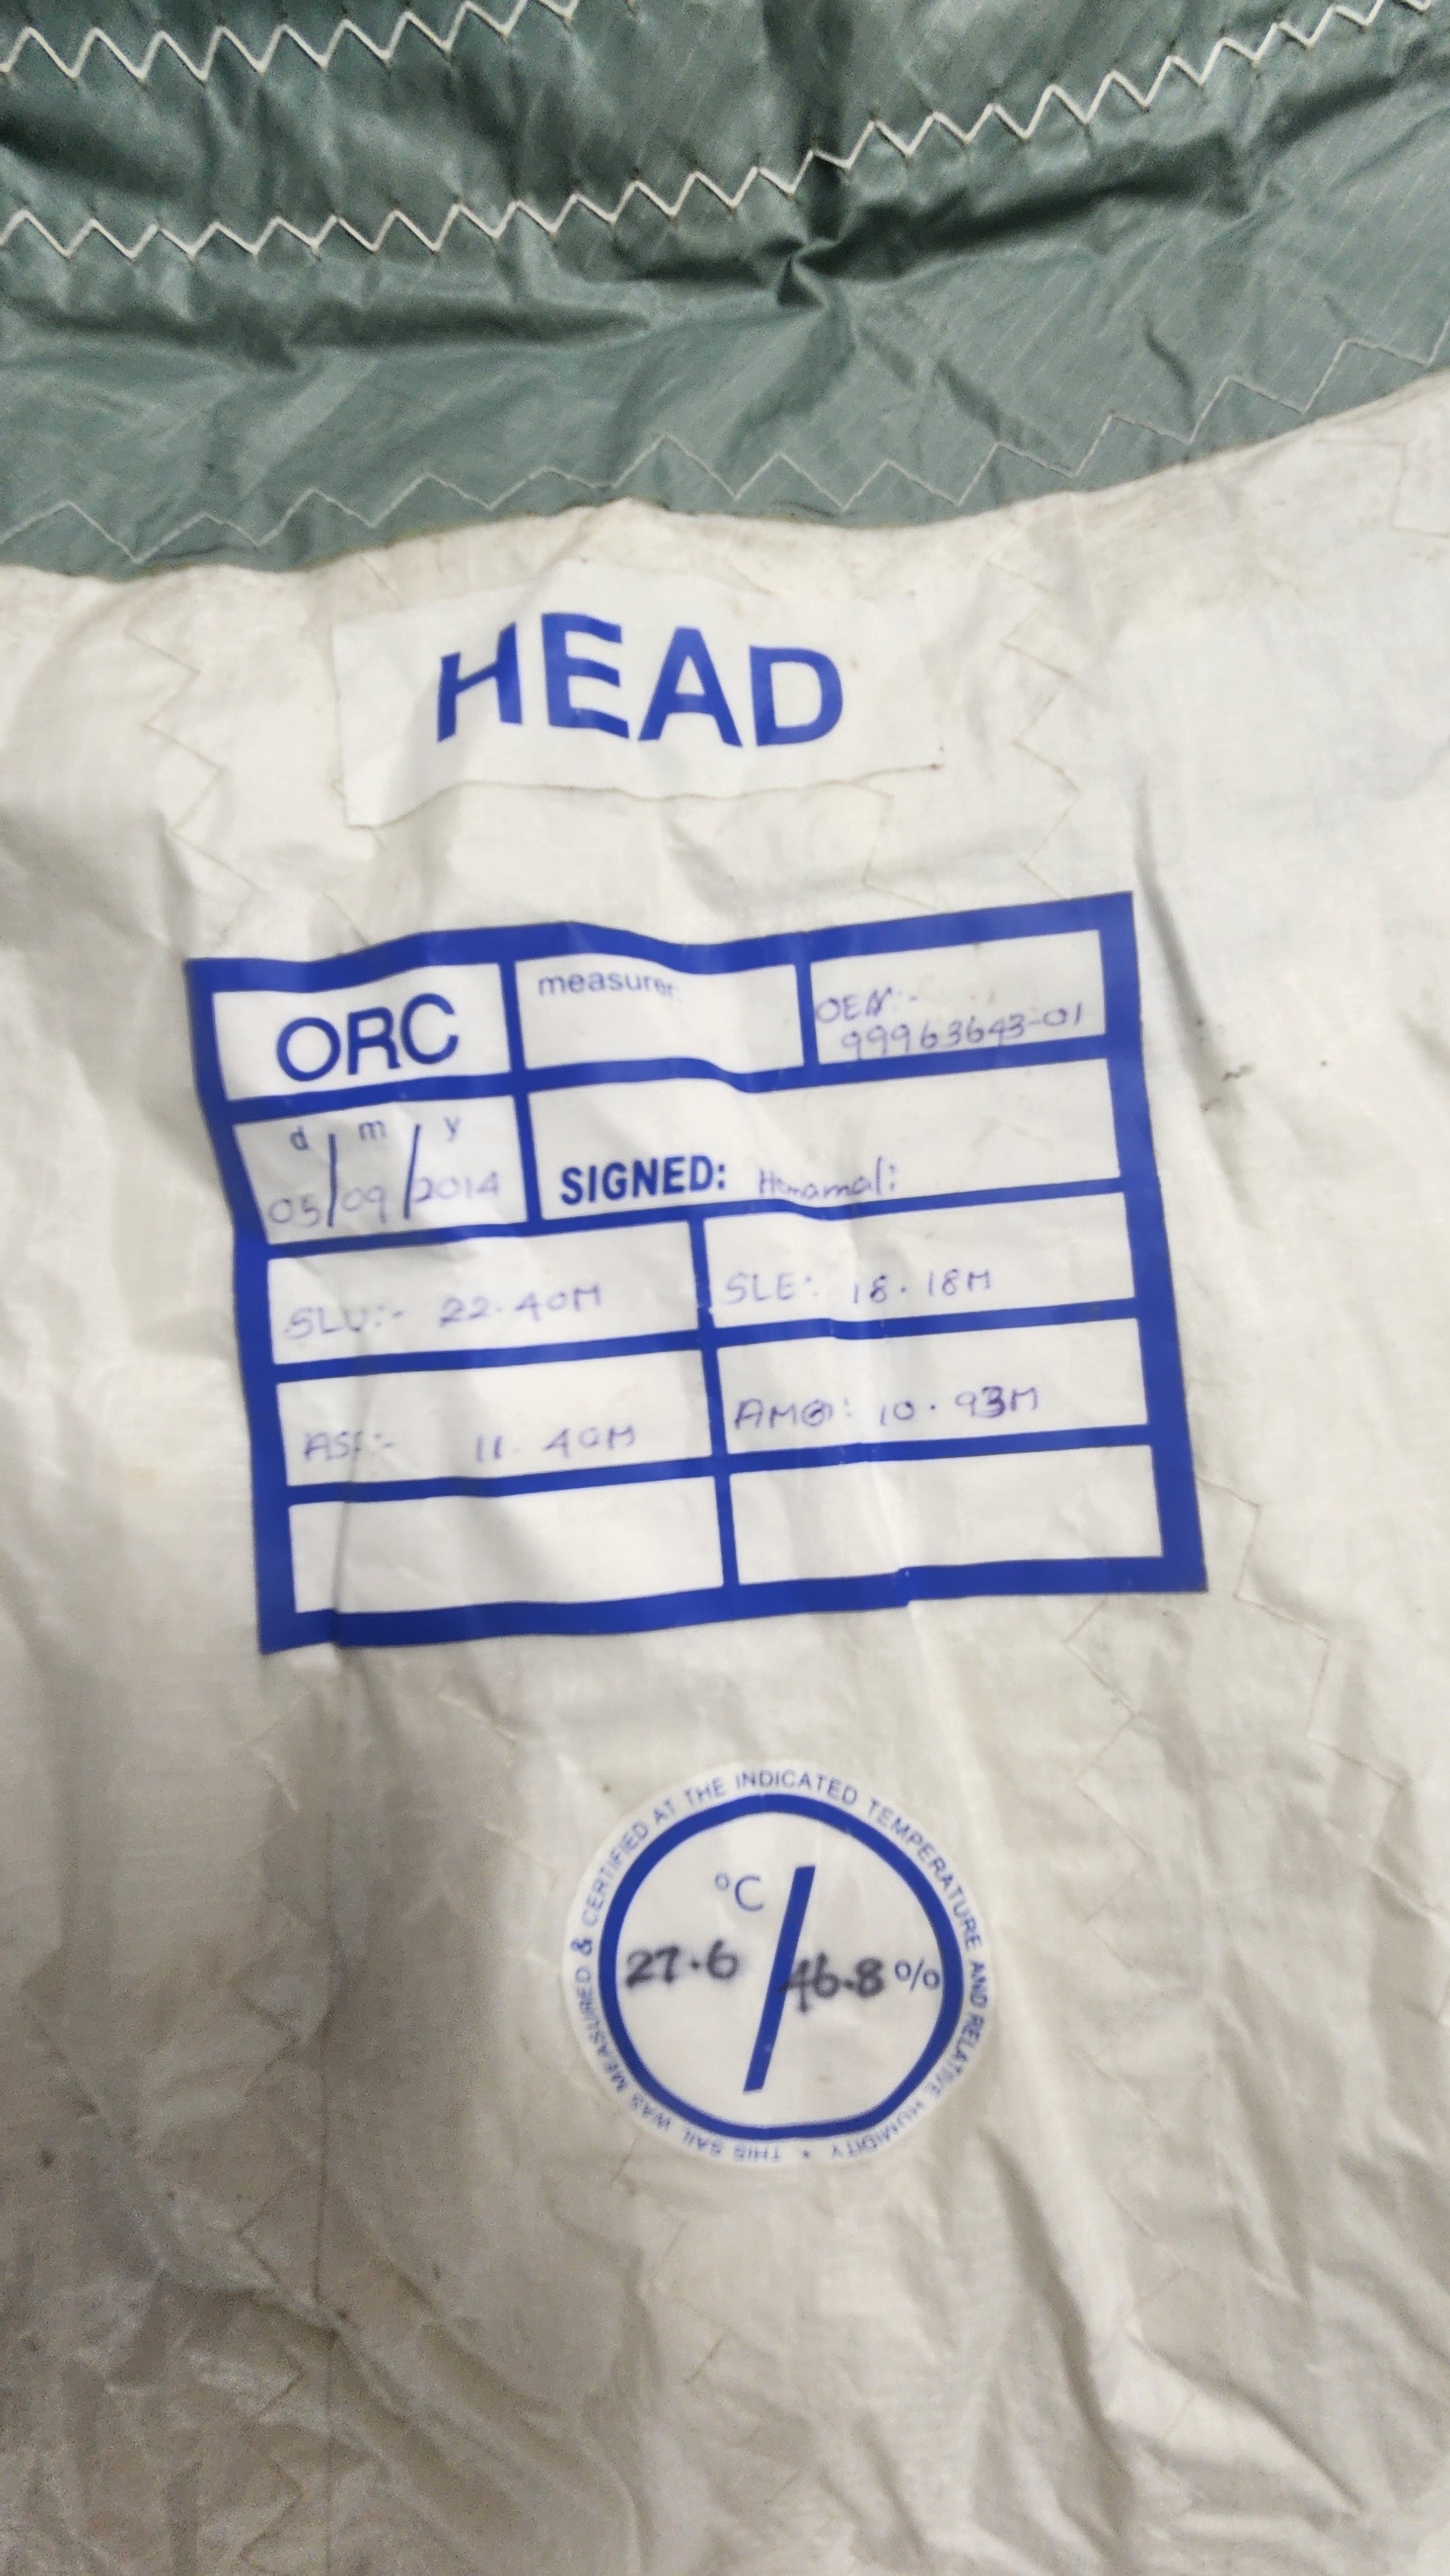 HEAD
ORC
measurer
OEN:-
99963643-01
d m y
05/09/2014
SIGNED:
SLU:- 22.40M
SLE: 18.18M
ASF:- 11.40M
AMG: 10.93M
°C
27.6 / 46.8 %
THIS SAIL WAS MEASURED & CERTIFIED AT THE INDICATED TEMPERATURE AND RELATIVE HUMIDITY •